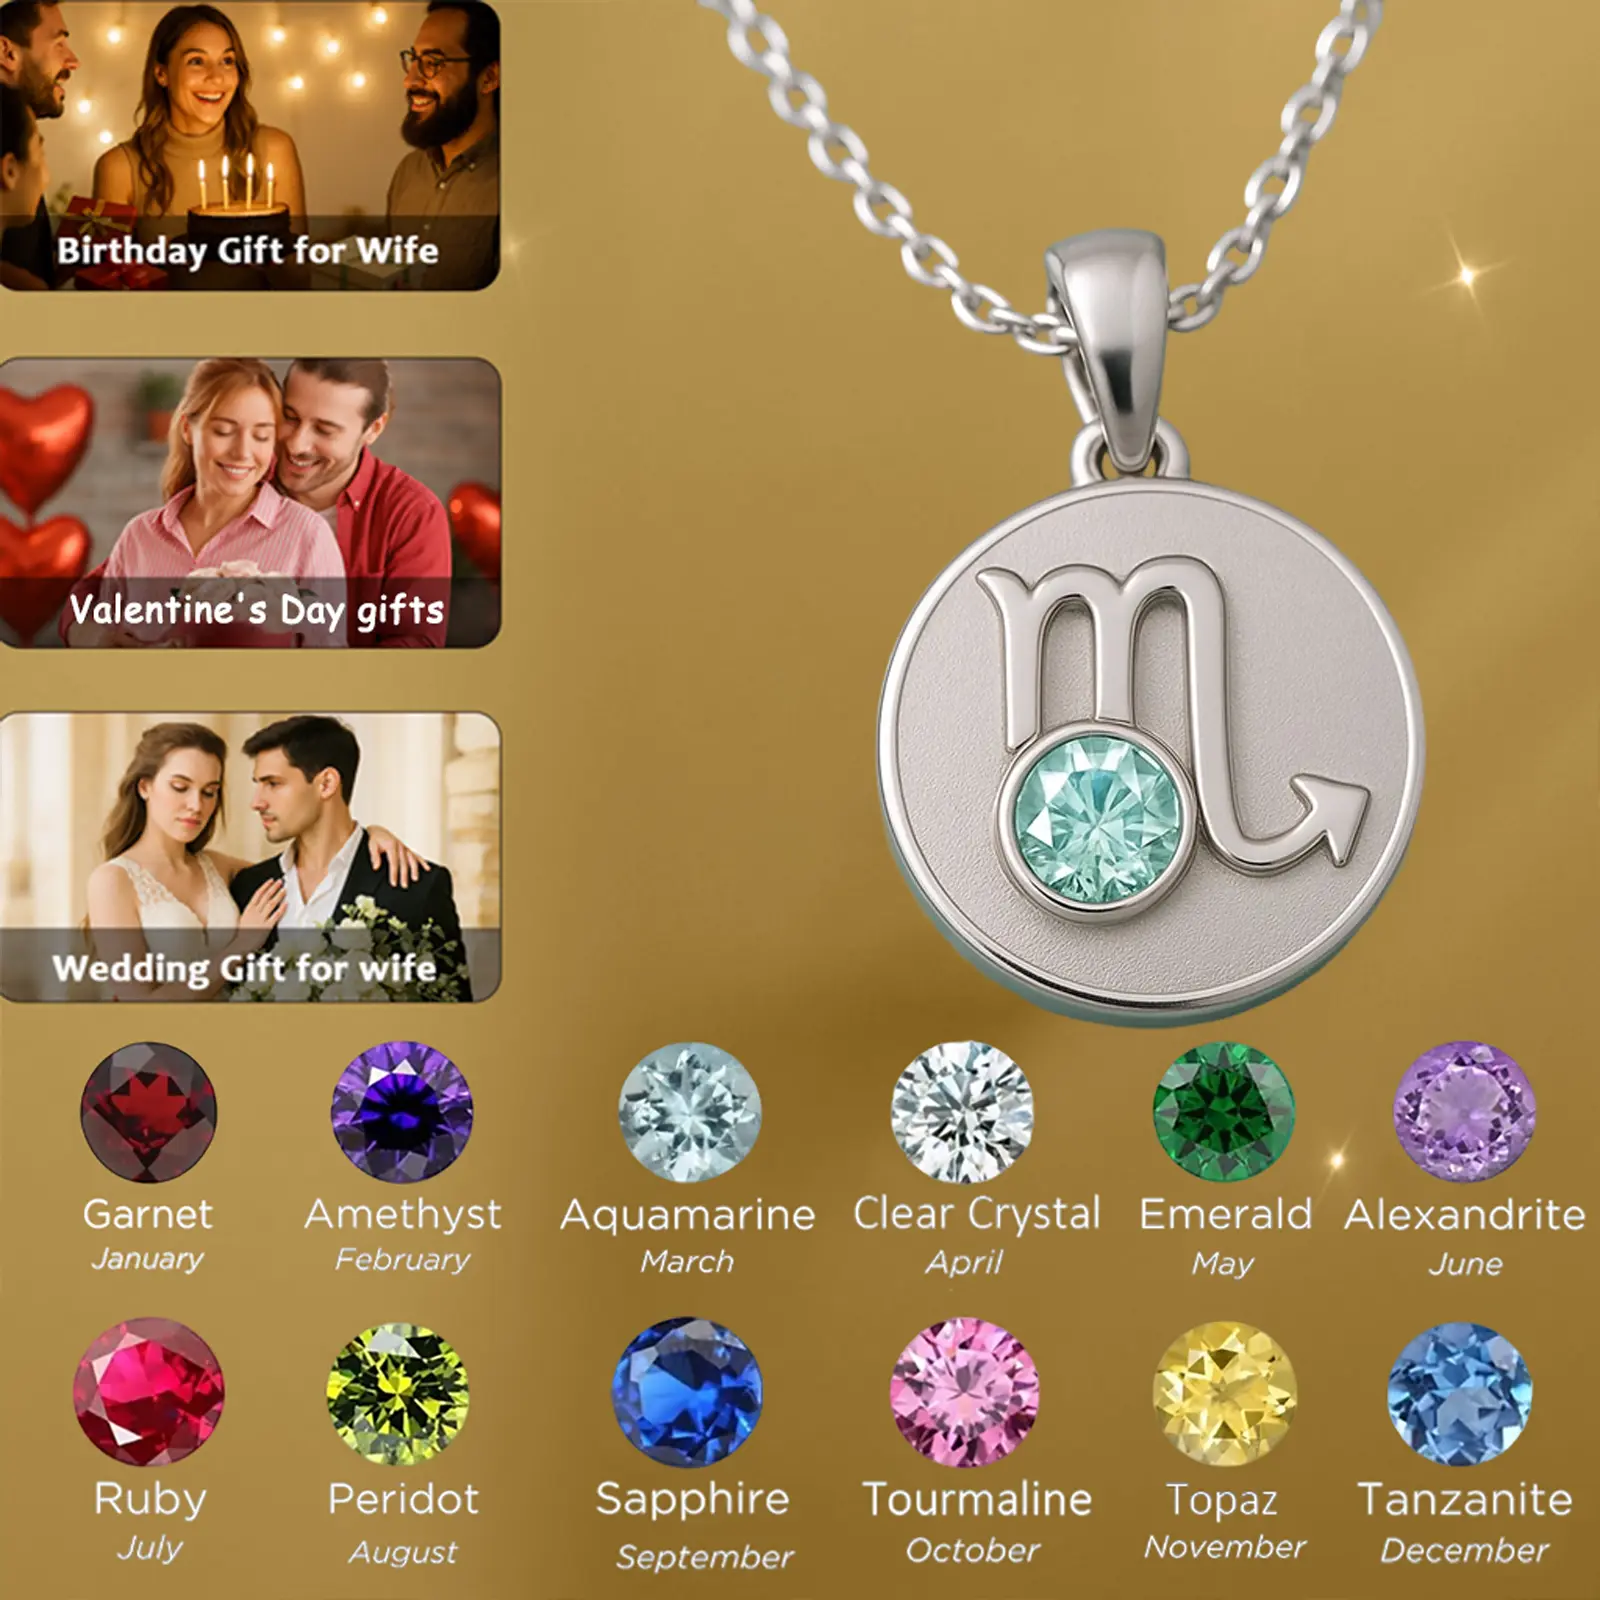 Birthday Gift for Wife
Valentine's Day gifts
Wedding Gift for wife
Garnet
January
Amethyst
February
Aquamarine
March
Clear Crystal
April
Emerald
May
Alexandrite
June
Ruby
July
Peridot
August
Sapphire
September
Tourmaline
October
Topaz
November
Tanzanite
December